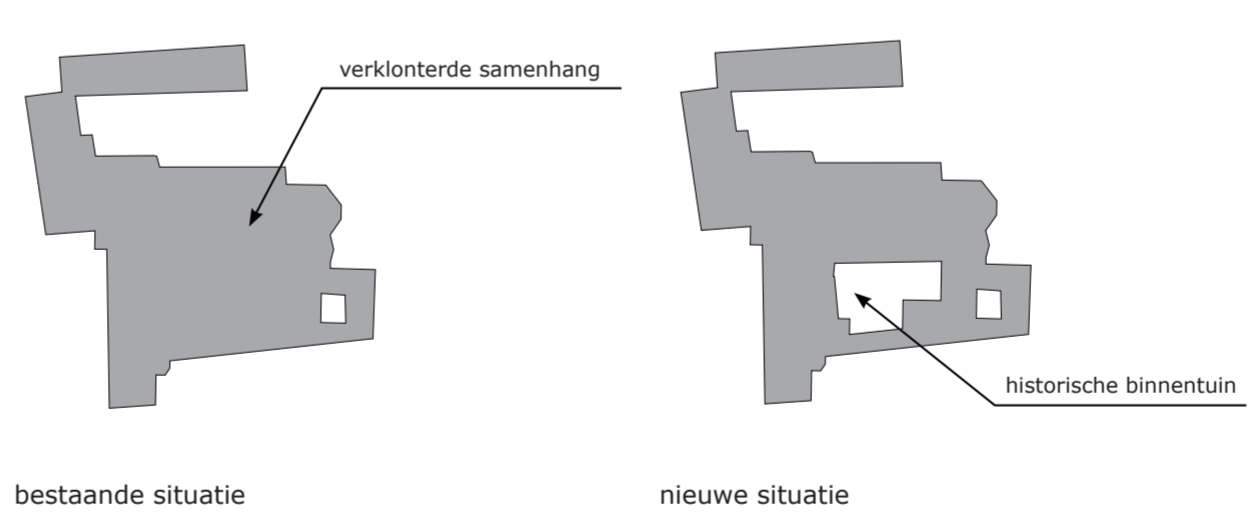 verklonterde samenhang
historische binnentuin
bestaande situatie
nieuwe situatie